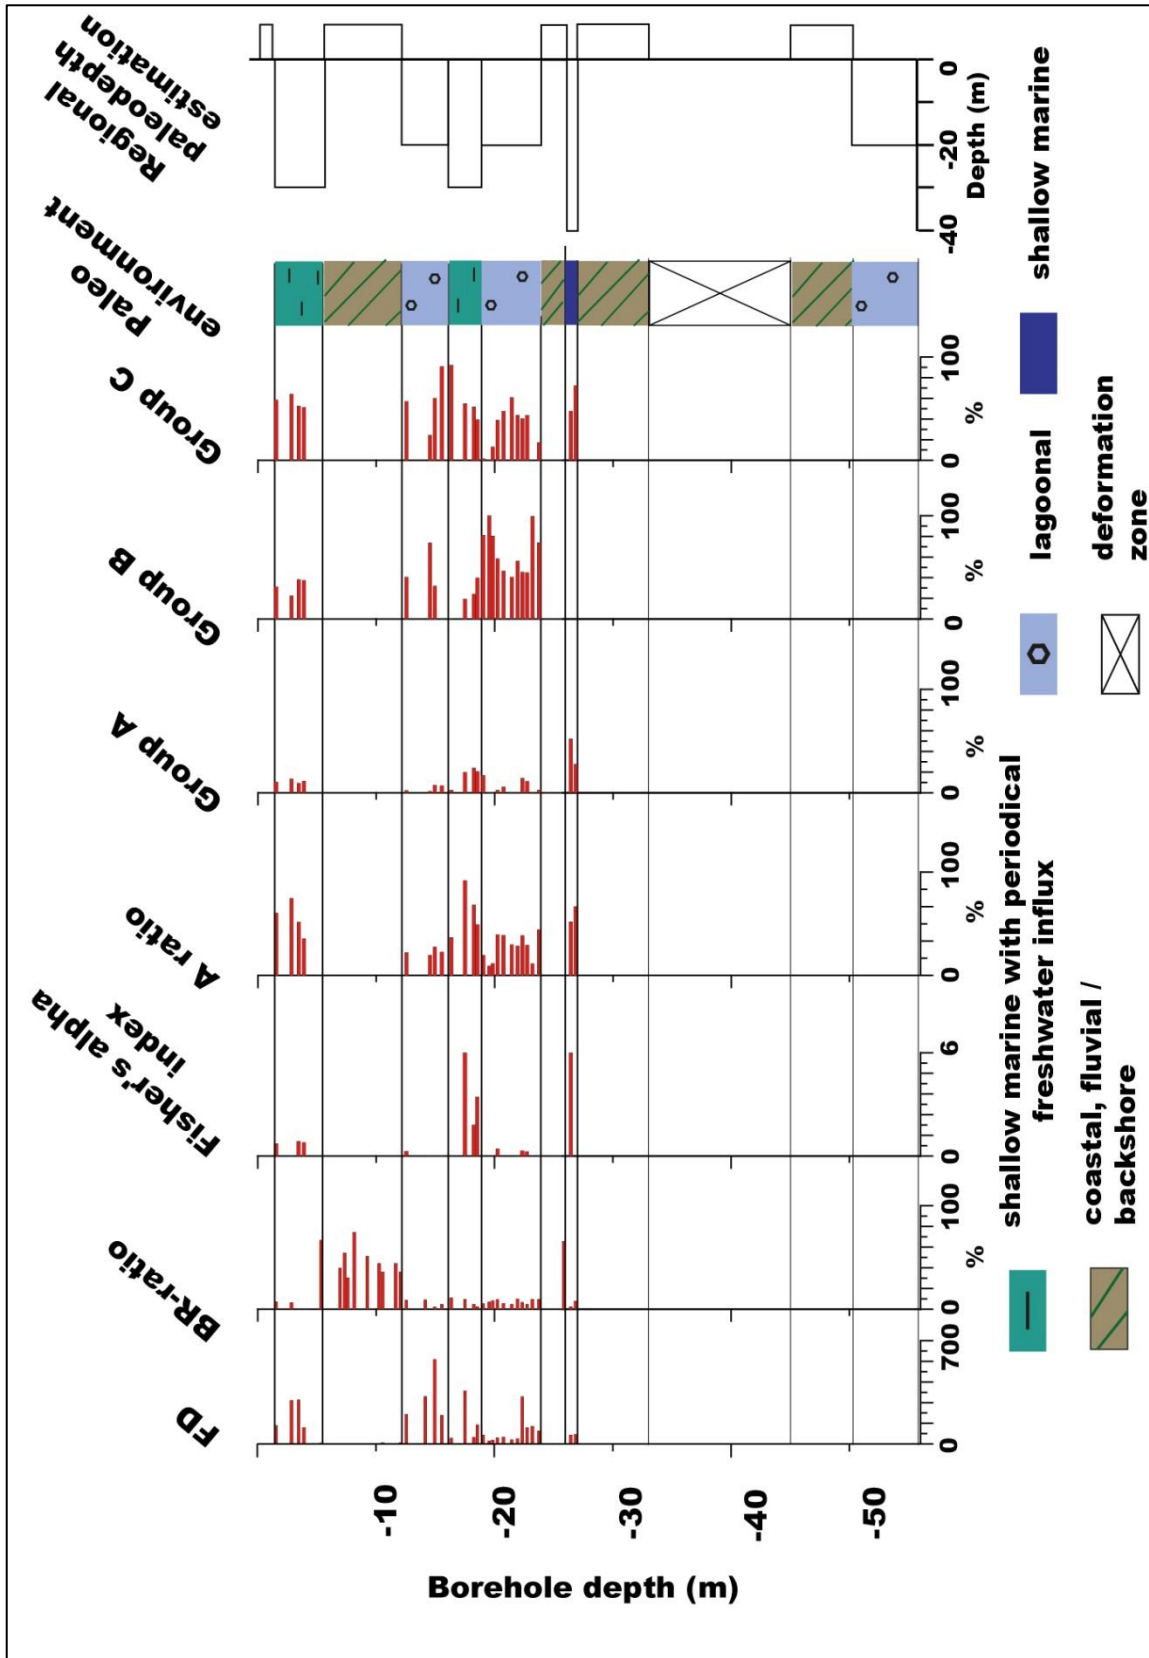 FD
BR-ratio
Fisher's alpha
index
A ratio
Group A
Group B
Group C
Paleo
environment
Regional
paleodepth
estimation
-10
-20
-30
-40
-50
Borehole depth (m)
0
700
0
100
%
0
6
0
100
%
0
100
%
0
100
%
0
100
%
-40
-20
0
Depth (m)
shallow marine with periodical
freshwater influx
lagoonal
shallow marine
coastal, fluvial /
backshore
deformation
zone